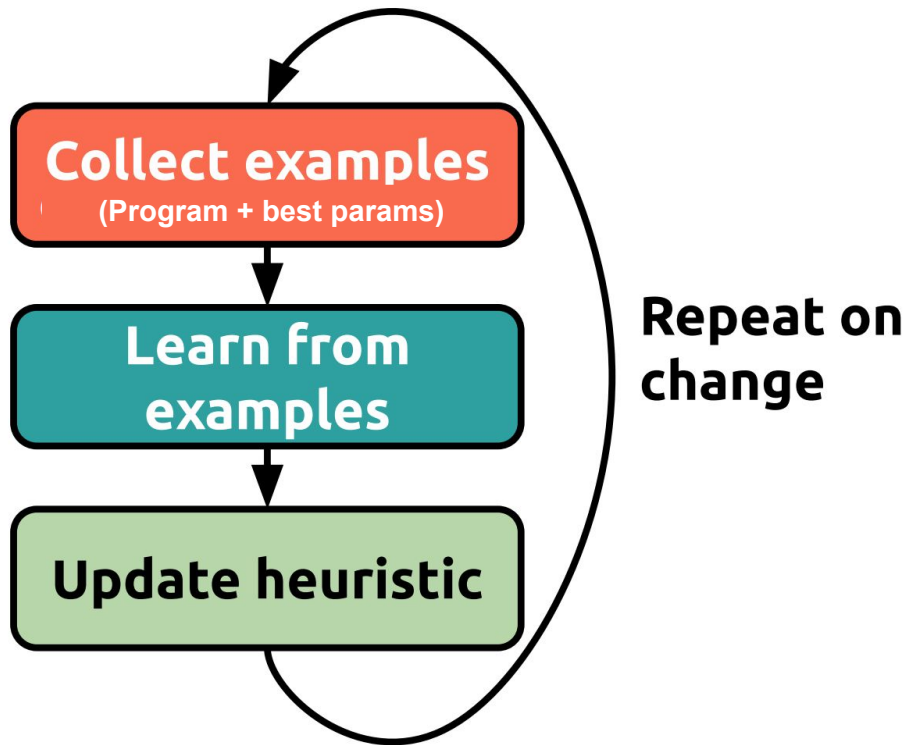 Collect examples
(Program + best params)
Learn from
examples
Update heuristic
Repeat on
change